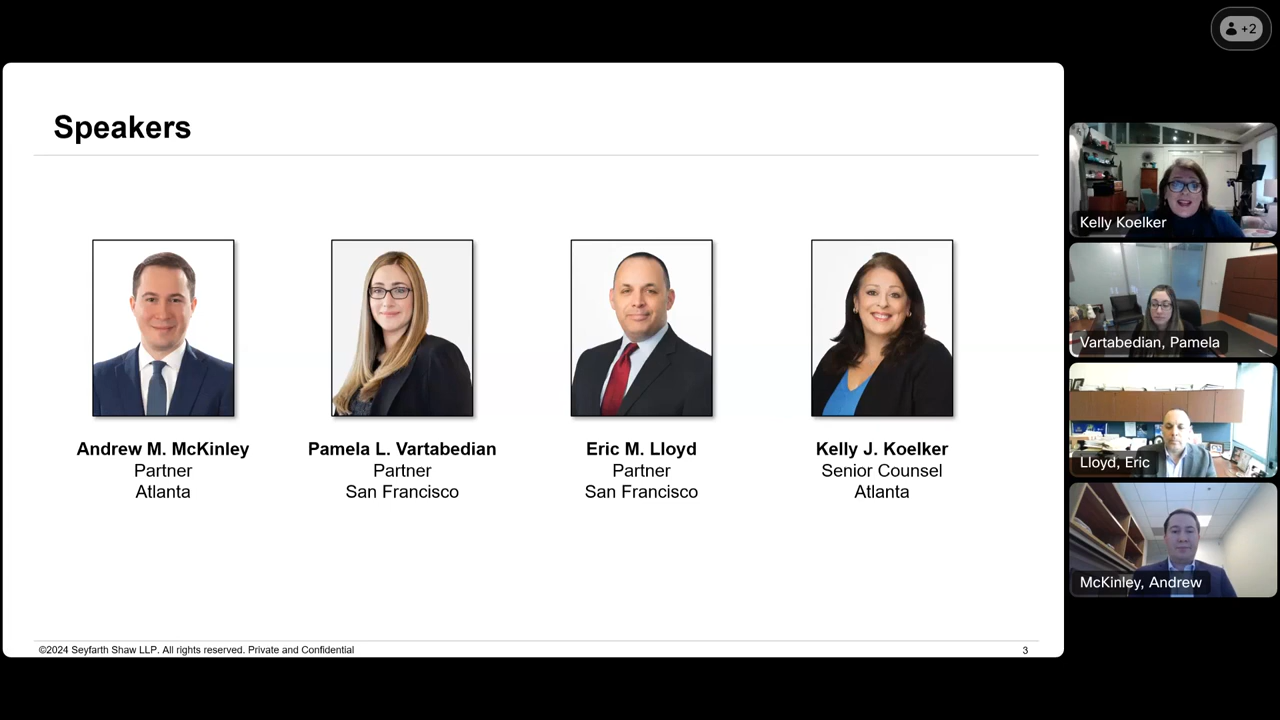 +2
Speakers
Andrew M. McKinley
Partner
Atlanta
Pamela L. Vartabedian
Partner
San Francisco
Eric M. Lloyd
Partner
San Francisco
Kelly J. Koelker
Senior Counsel
Atlanta
©2024 Seyfarth Shaw LLP. All rights reserved. Private and Confidential
3
Kelly Koelker
Vartabedian, Pamela
Lloyd, Eric
McKinley, Andrew